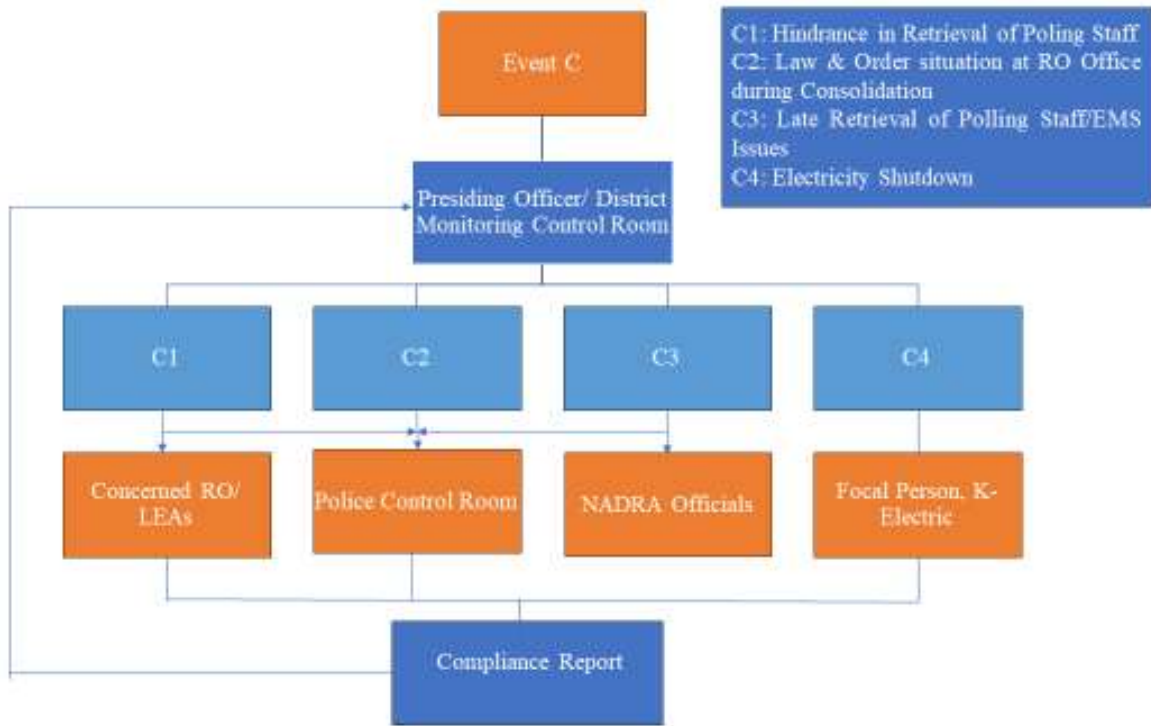 Event C
C1: Hindrance in Retrieval of Poling Staff
C2: Law & Order situation at RO Office
during Consolidation
C3: Late Retrieval of Polling Staff/EMS
Issues
C4: Electricity Shutdown
Presiding Officer/ District
Monitoring Control Room
C1
C2
C3
C4
Concerned RO/
LEAs
Police Control Room
NADRA Officials
Focal Person, K-
Electric
Compliance Report